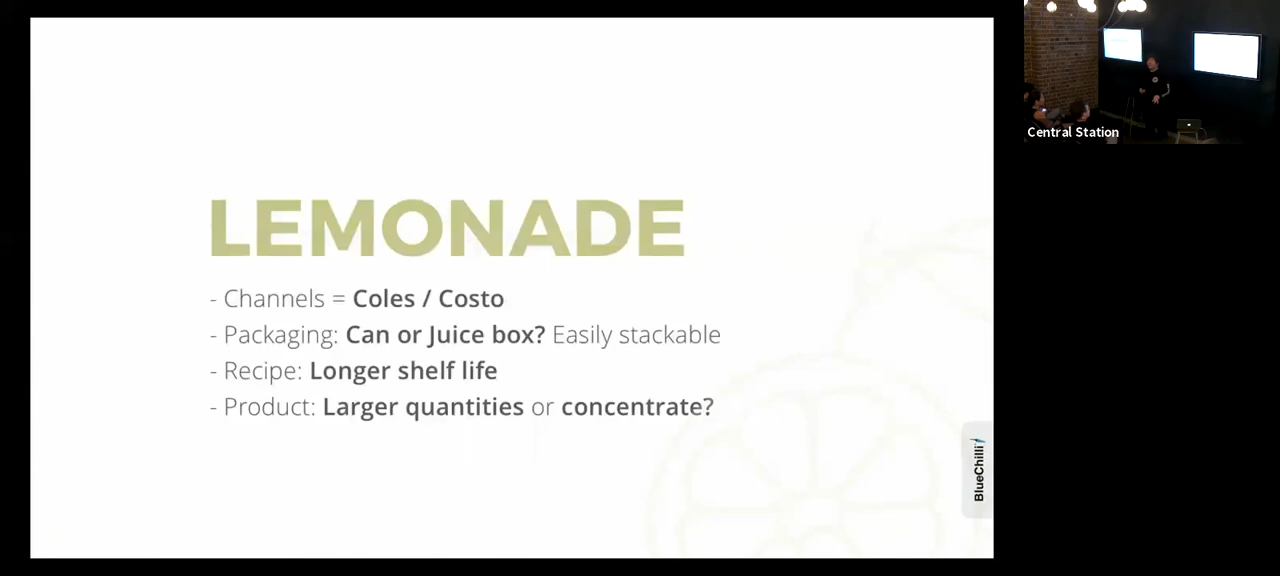 LEMONADE
- Channels = Coles / Costo
- Packaging: Can or Juice box? Easily stackable
- Recipe: Longer shelf life
- Product: Larger quantities or concentrate?
BlueChilli
Central Station